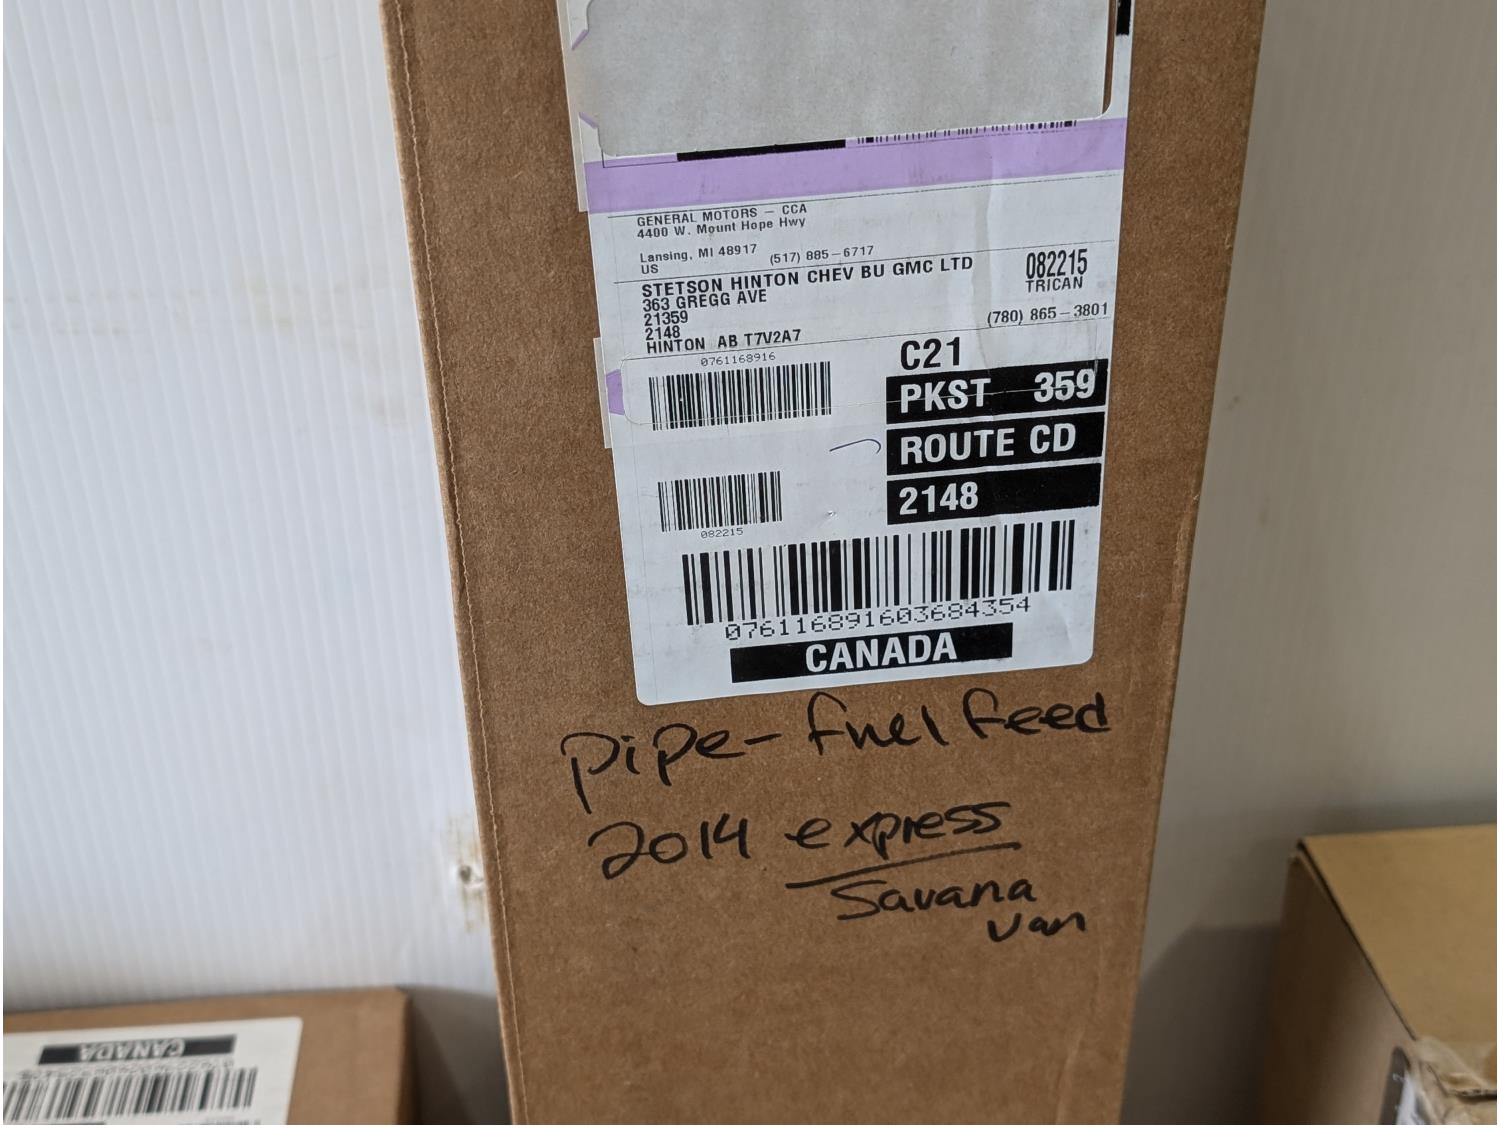 GENERAL MOTORS – CCA
4400 W. Mount Hope Hwy
Lansing, MI 48917 (517) 885-6717
US
STETSON HINTON CHEV BU GMC LTD
363 GREGG AVE
21359
2148
HINTON AB T7V2A7
082215
TRICAN
(780) 865-3801
0761168916
C21
PKST 359
ROUTE CD
2148
082215
076116891603684354
CANADA
pipe - fuel feed
2014 express
Savana
van
CANADA